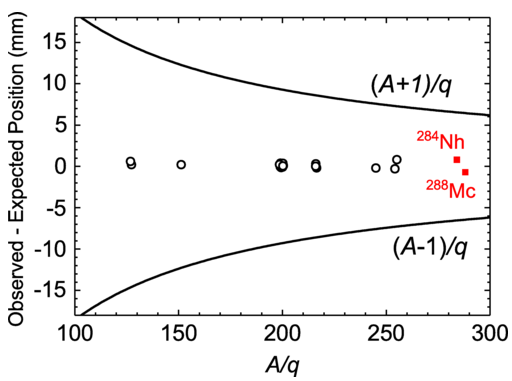 Observed - Expected Position (mm)
15
10
5
0
-5
-10
-15
(A+1)/q
²⁸⁴Nh
²⁸⁸Mc
(A-1)/q
100 150 200 250 300
A/q